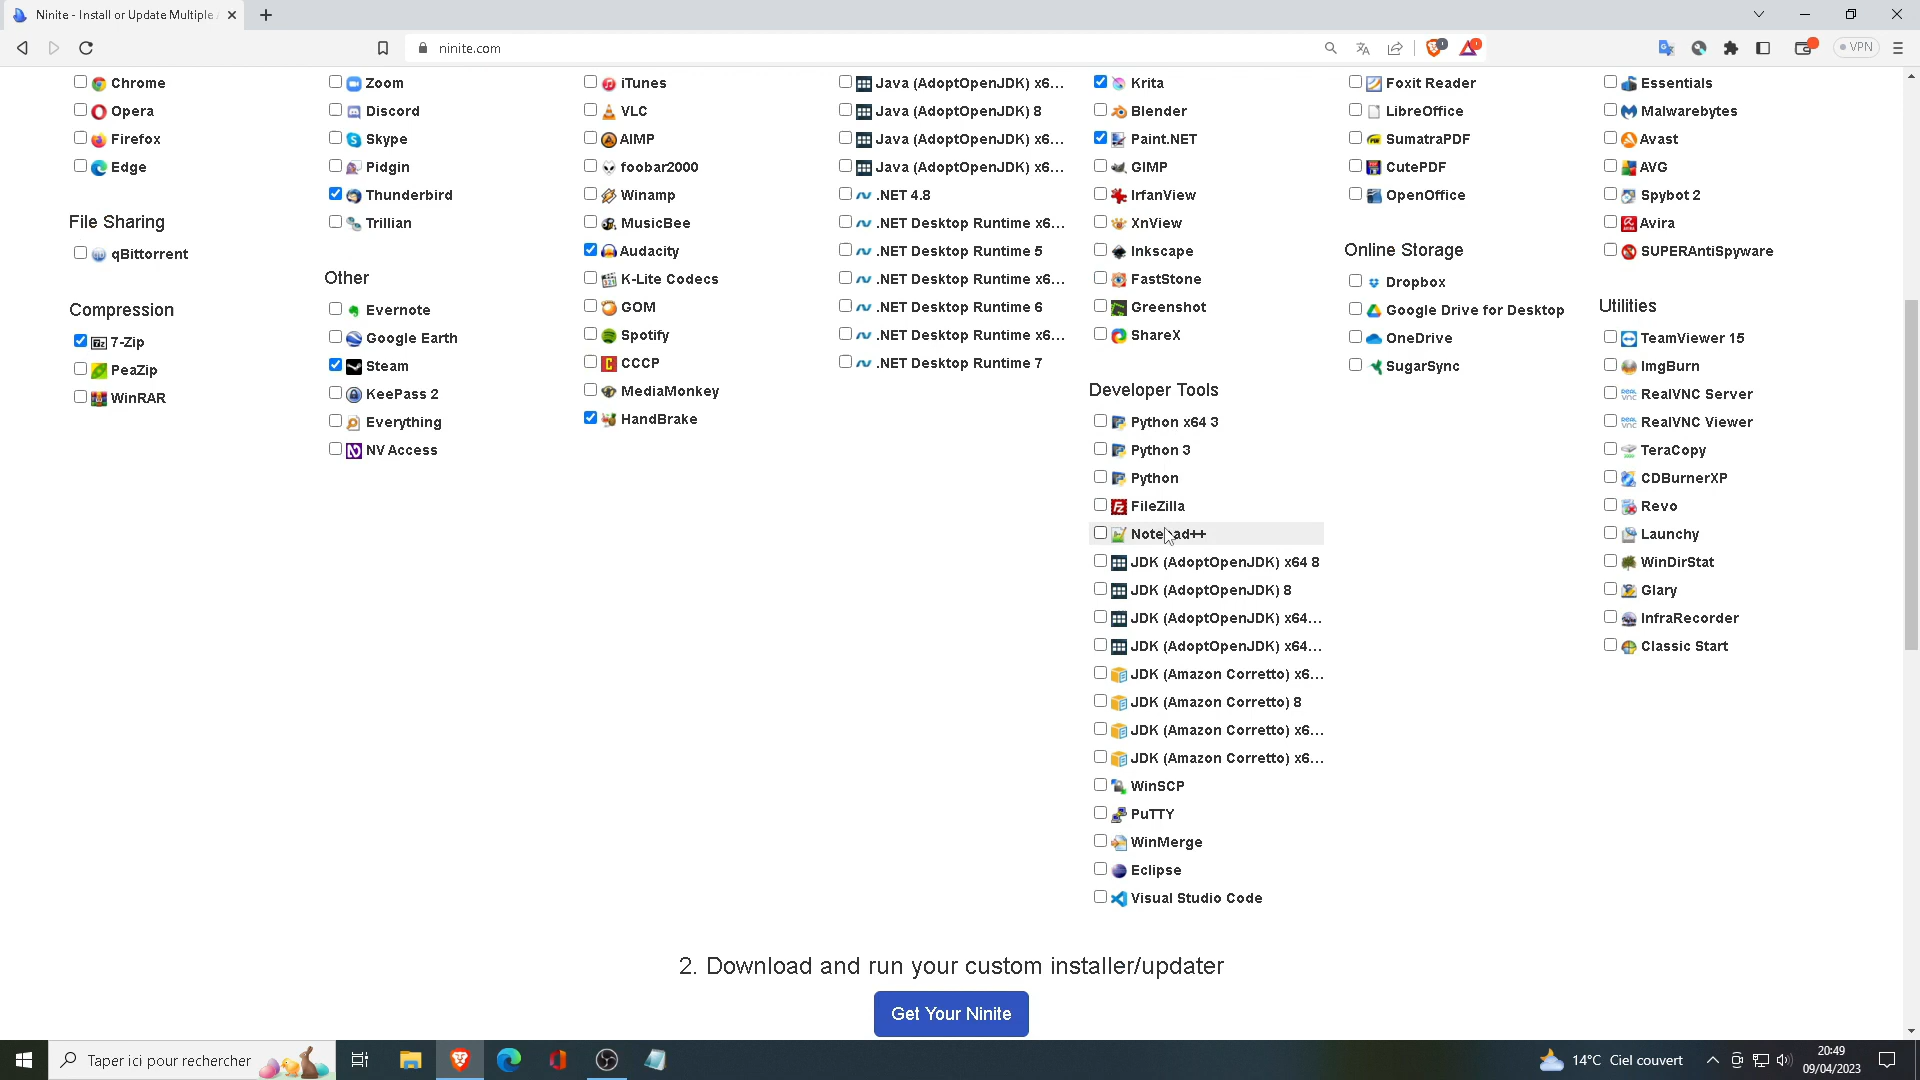 Ninite - Install or Update Multiple
ninite.com
VPN
Chrome
Opera
Firefox
Edge
File Sharing
qBittorrent
Compression
7-Zip
PeaZip
WinRAR
Zoom
Discord
Skype
Pidgin
Thunderbird
Trillian
Other
Evernote
Google Earth
Steam
KeePass 2
Everything
NV Access
iTunes
VLC
AIMP
foobar2000
Winamp
MusicBee
Audacity
K-Lite Codecs
GOM
Spotify
CCCP
MediaMonkey
HandBrake
Java (AdoptOpenJDK) x6...
Java (AdoptOpenJDK) 8
Java (AdoptOpenJDK) x6...
Java (AdoptOpenJDK) x6...
.NET 4.8
.NET Desktop Runtime x6...
.NET Desktop Runtime 5
.NET Desktop Runtime x6...
.NET Desktop Runtime 6
.NET Desktop Runtime x6...
.NET Desktop Runtime 7
Krita
Blender
Paint.NET
GIMP
IrfanView
XnView
Inkscape
FastStone
Greenshot
ShareX
Developer Tools
Python x64 3
Python 3
Python
FileZilla
Notepad++
JDK (AdoptOpenJDK) x64 8
JDK (AdoptOpenJDK) 8
JDK (AdoptOpenJDK) x64...
JDK (AdoptOpenJDK) x64...
JDK (Amazon Corretto) x6...
JDK (Amazon Corretto) 8
JDK (Amazon Corretto) x6...
JDK (Amazon Corretto) x6...
WinSCP
PuTTY
WinMerge
Eclipse
Visual Studio Code
Foxit Reader
LibreOffice
SumatraPDF
CutePDF
OpenOffice
Online Storage
Dropbox
Google Drive for Desktop
OneDrive
SugarSync
Essentials
Malwarebytes
Avast
AVG
Spybot 2
Avira
SUPERAntiSpyware
Utilities
TeamViewer 15
ImgBurn
RealVNC Server
RealVNC Viewer
TeraCopy
CDBurnerXP
Revo
Launchy
WinDirStat
Glary
InfraRecorder
Classic Start
2. Download and run your custom installer/updater
Get Your Ninite
Taper ici pour rechercher
14°C Ciel couvert
20:49
09/04/2023